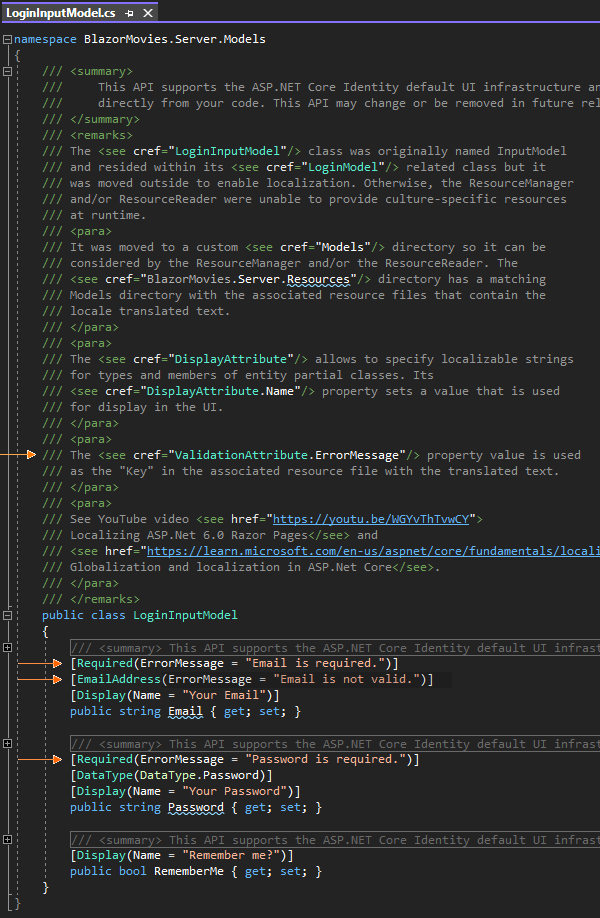 LoginInputModel.cs
namespace BlazorMovies.Server.Models
{
/// <summary>
///     This API supports the ASP.NET Core Identity default UI infrastructure an
///     directly from your code. This API may change or be removed in future rel
/// </summary>
/// <remarks>
/// The <see cref="LoginInputModel"/> class was originally named InputModel
/// and resided within its <see cref="LoginModel"/> related class but it
/// was moved outside to enable localization. Otherwise, the ResourceManager
/// and/or ResourceReader were unable to provide culture-specific resources
/// at runtime.
/// <para>
/// It was moved to a custom <see cref="Models"/> directory so it can be
/// considered by the ResourceManager and/or the ResourceReader. The
/// <see cref="BlazorMovies.Server.Resources"/> directory has a matching
/// Models directory with the associated resource files that contain the
/// locale translated text.
/// </para>
/// <para>
/// The <see cref="DisplayAttribute"/> allows to specify localizable strings
/// for types and members of entity partial classes. Its
/// <see cref="DisplayAttribute.Name"/> property sets a value that is used
/// for display in the UI.
/// </para>
/// <para>
/// The <see cref="ValidationAttribute.ErrorMessage"/> property value is used
/// as the "Key" in the associated resource file with the translated text.
/// </para>
/// <para>
/// See YouTube video <see href="https://youtu.be/WGYvThTvwCY">
/// Localizing ASP.Net 6.0 Razor Pages</see> and
/// <see href="https://learn.microsoft.com/en-us/aspnet/core/fundamentals/locali
/// Globalization and localization in ASP.Net Core</see>.
/// </para>
/// </remarks>
public class LoginInputModel
{
/// <summary> This API supports the ASP.NET Core Identity default UI infrast
[Required(ErrorMessage = "Email is required.")]
[EmailAddress(ErrorMessage = "Email is not valid.")]
[Display(Name = "Your Email")]
public string Email { get; set; }
/// <summary> This API supports the ASP.NET Core Identity default UI infrast
[Required(ErrorMessage = "Password is required.")]
[DataType(DataType.Password)]
[Display(Name = "Your Password")]
public string Password { get; set; }
/// <summary> This API supports the ASP.NET Core Identity default UI infrast
[Display(Name = "Remember me?")]
public bool RememberMe { get; set; }
}
}